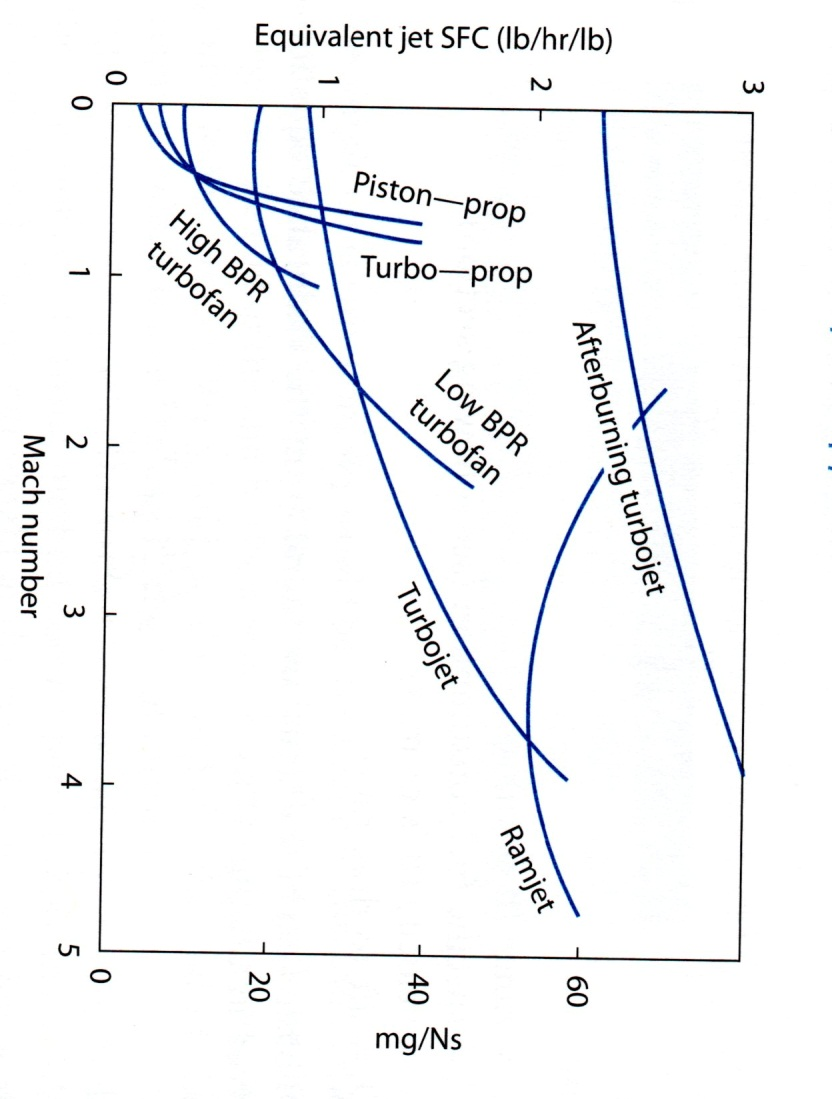 Equivalent jet SFC (lb/hr/lb)
3
2
1
0
Afterburning turbojet
Ramjet
Turbojet
Low BPR
turbofan
Piston—prop
Turbo—prop
High BPR
turbofan
0
1
2
3
4
5
Mach number
60
40
20
0
mg/Ns